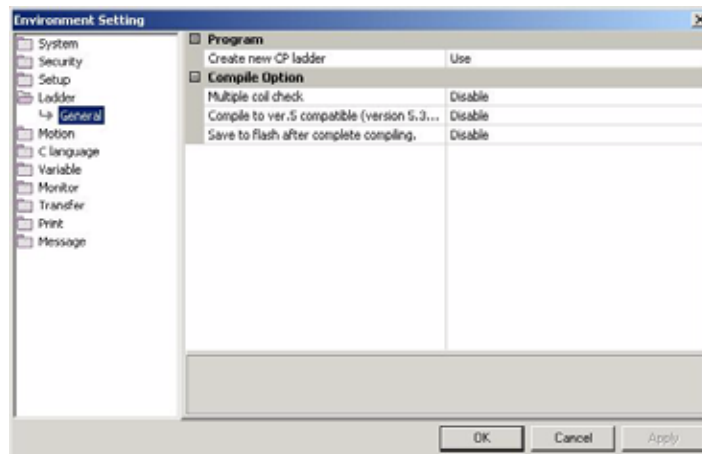 Environment Setting
System
Security
Setup
Ladder
General
Motion
C language
Variable
Monitor
Transfer
Print
Message
Program
Create new CP ladder Use
Compile Option
Multiple coil check Disable
Compile to ver.5 compatible (version 5.3... Disable
Save to flash after complete compiling. Disable
OK Cancel Apply